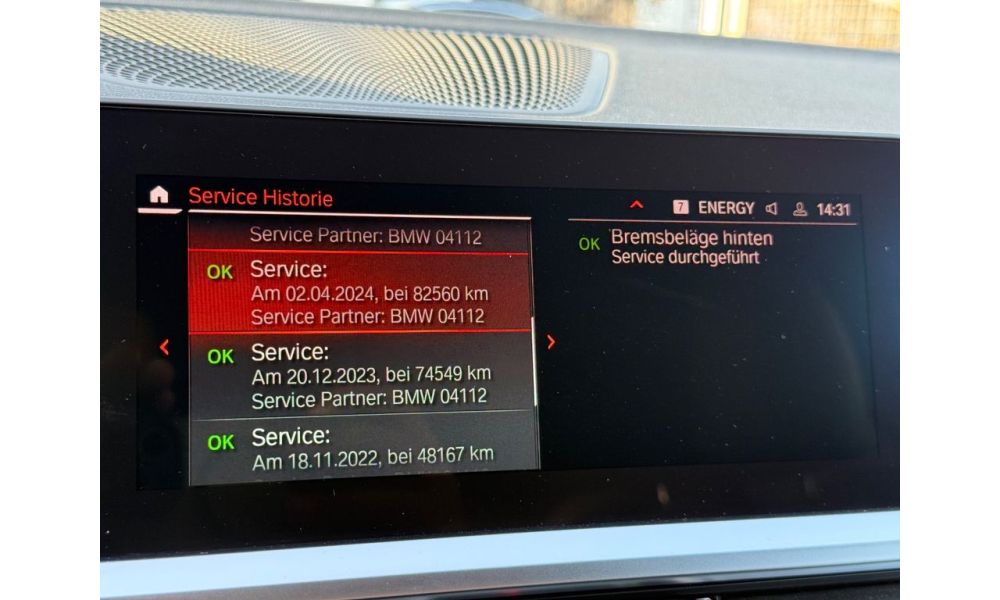 Service Historie
7 ENERGY 14:31
Service Partner: BMW 04112
OK Service:
Am 02.04.2024, bei 82560 km
Service Partner: BMW 04112
OK Service:
Am 20.12.2023, bei 74549 km
Service Partner: BMW 04112
OK Service:
Am 18.11.2022, bei 48167 km
OK Bremsbeläge hinten
Service durchgeführt